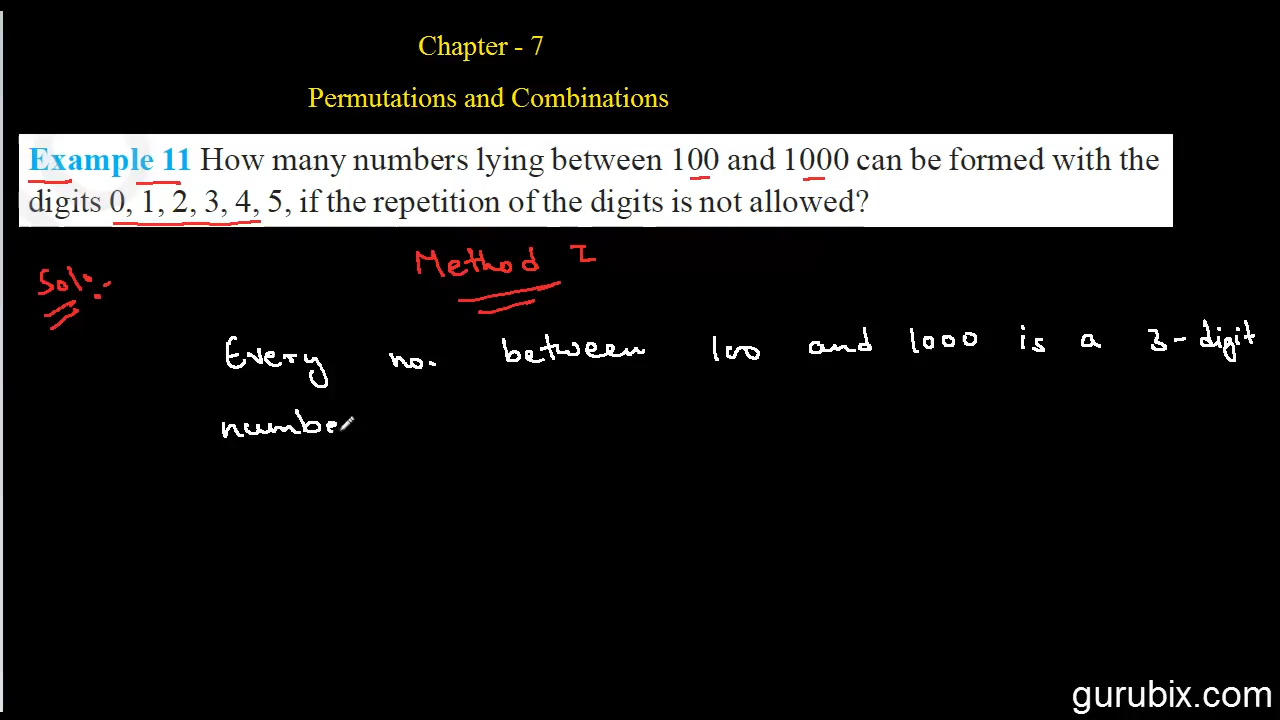 Chapter - 7
Permutations and Combinations
Example 11 How many numbers lying between 100 and 1000 can be formed with the
digits 0, 1, 2, 3, 4, 5, if the repetition of the digits is not allowed?
Method I
Sol:-
Every no. between 100 and 1000 is a 3-digit
numbe
gurubix.com